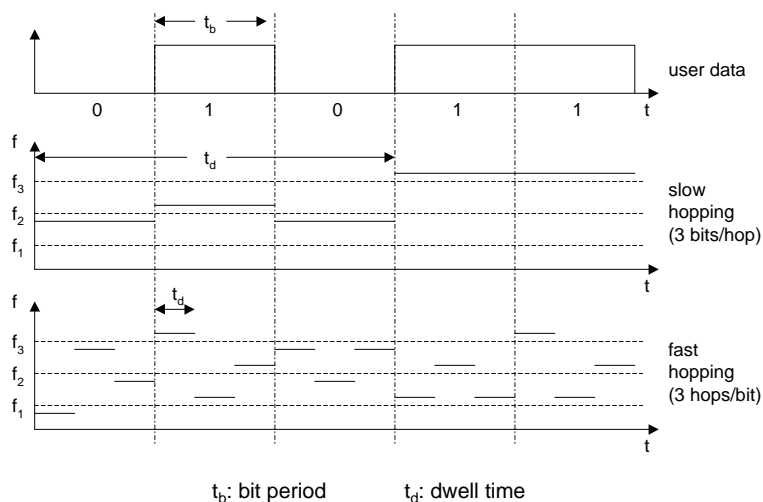 t_b
user data
0 1 0 1 1 t
f
t_d
f_3
slow
hopping
(3 bits/hop)
f_2
f_1
t
f
t_d
f_3
fast
hopping
(3 hops/bit)
f_2
f_1
t
t_b: bit period t_d: dwell time